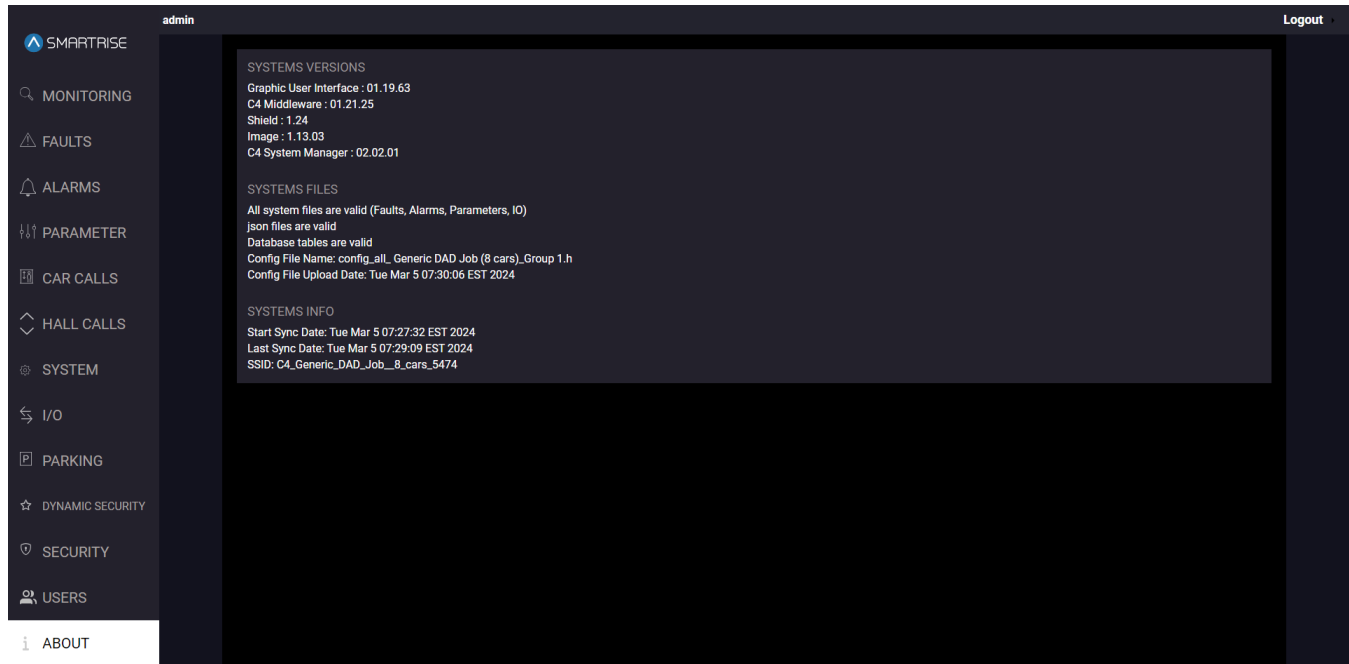 admin
Logout
SMARTRISE
MONITORING
FAULTS
ALARMS
PARAMETER
CAR CALLS
HALL CALLS
SYSTEM
I/O
P PARKING
DYNAMIC SECURITY
SECURITY
USERS
i ABOUT
SYSTEMS VERSIONS
Graphic User Interface : 01.19.63
C4 Middleware : 01.21.25
Shield : 1.24
Image : 1.13.03
C4 System Manager : 02.02.01
SYSTEMS FILES
All system files are valid (Faults, Alarms, Parameters, IO)
json files are valid
Database tables are valid
Config File Name: config_all_ Generic DAD Job (8 cars)_Group 1.h
Config File Upload Date: Tue Mar 5 07:30:06 EST 2024
SYSTEMS INFO
Start Sync Date: Tue Mar 5 07:27:32 EST 2024
Last Sync Date: Tue Mar 5 07:29:09 EST 2024
SSID: C4_Generic_DAD_Job__8_cars_5474